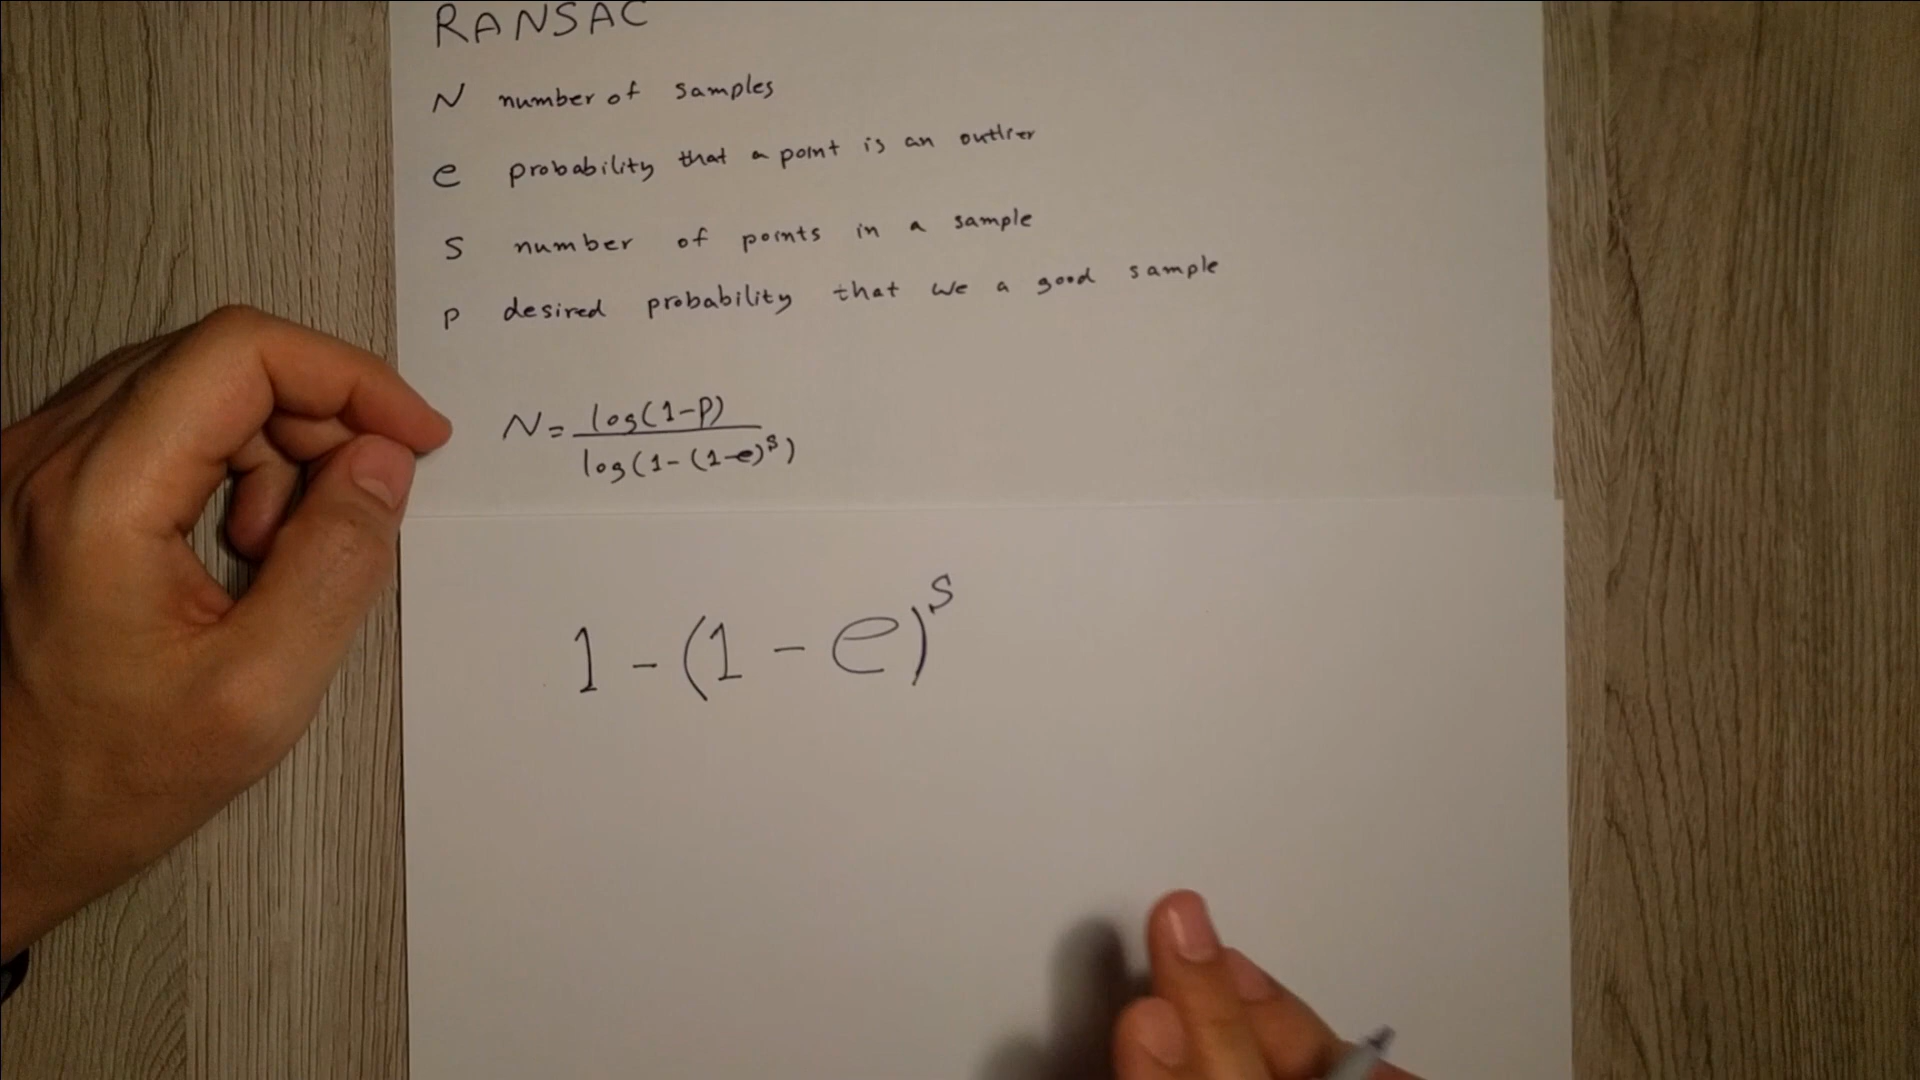 RANSAC
N number of samples
e probability that a point is an outlier
S number of points in a sample
P desired probability that we a good sample
N = log(1-P) / log(1-(1-e)^s)
1 - (1 - e)^s